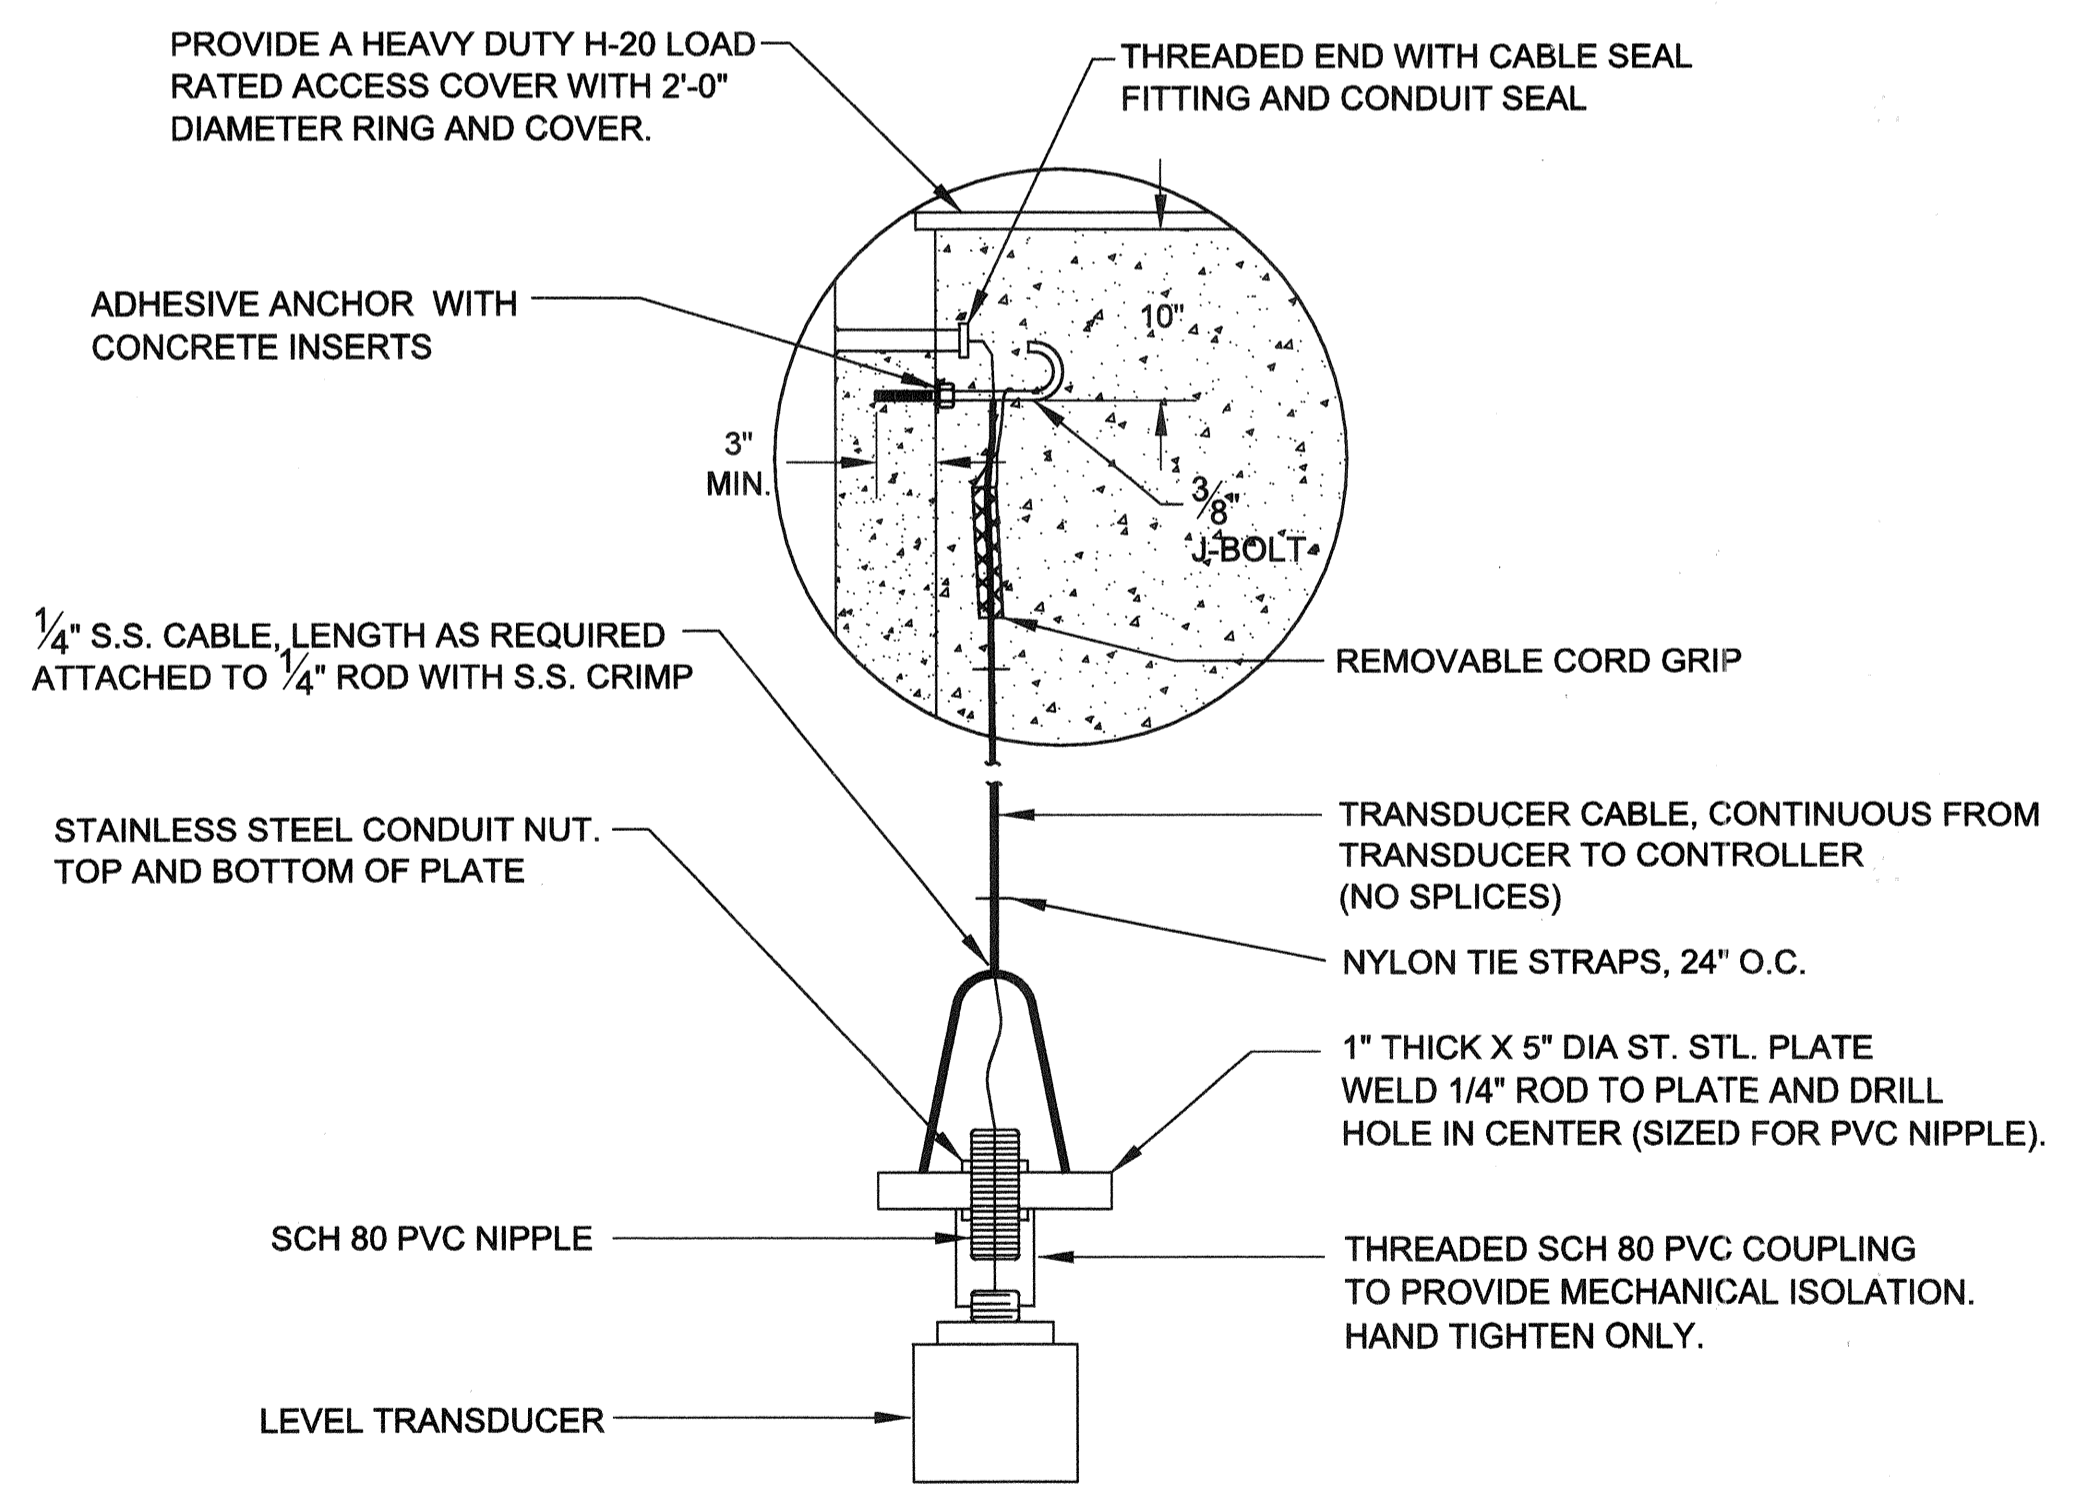 PROVIDE A HEAVY DUTY H-20 LOAD
RATED ACCESS COVER WITH 2'-0"
DIAMETER RING AND COVER.
THREADED END WITH CABLE SEAL
FITTING AND CONDUIT SEAL
ADHESIVE ANCHOR WITH
CONCRETE INSERTS
10"
3"
MIN.
3/8"
J-BOLT
1/4" S.S. CABLE, LENGTH AS REQUIRED
ATTACHED TO 1/4" ROD WITH S.S. CRIMP
REMOVABLE CORD GRIP
STAINLESS STEEL CONDUIT NUT.
TOP AND BOTTOM OF PLATE
TRANSDUCER CABLE, CONTINUOUS FROM
TRANSDUCER TO CONTROLLER
(NO SPLICES)
NYLON TIE STRAPS, 24" O.C.
1" THICK X 5" DIA ST. STL. PLATE
WELD 1/4" ROD TO PLATE AND DRILL
HOLE IN CENTER (SIZED FOR PVC NIPPLE).
SCH 80 PVC NIPPLE
THREADED SCH 80 PVC COUPLING
TO PROVIDE MECHANICAL ISOLATION.
HAND TIGHTEN ONLY.
LEVEL TRANSDUCER